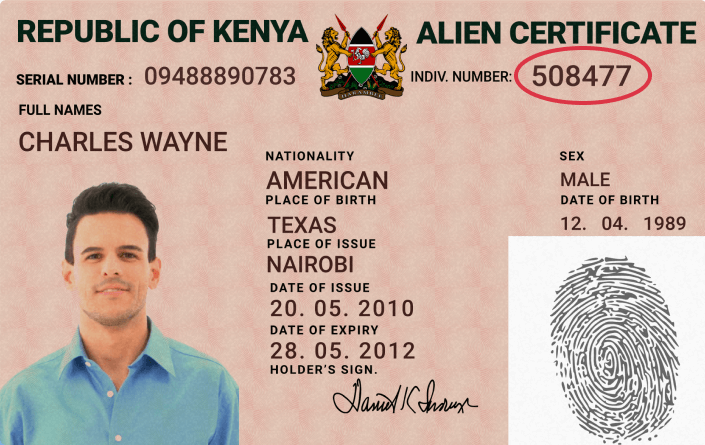 REPUBLIC OF KENYA
ALIEN CERTIFICATE
SERIAL NUMBER : 09488890783
INDIV. NUMBER: 508477
FULL NAMES
CHARLES WAYNE
NATIONALITY
AMERICAN
PLACE OF BIRTH
TEXAS
PLACE OF ISSUE
NAIROBI
DATE OF ISSUE
20. 05. 2010
DATE OF EXPIRY
28. 05. 2012
HOLDER'S SIGN.
SEX
MALE
DATE OF BIRTH
12. 04. 1989